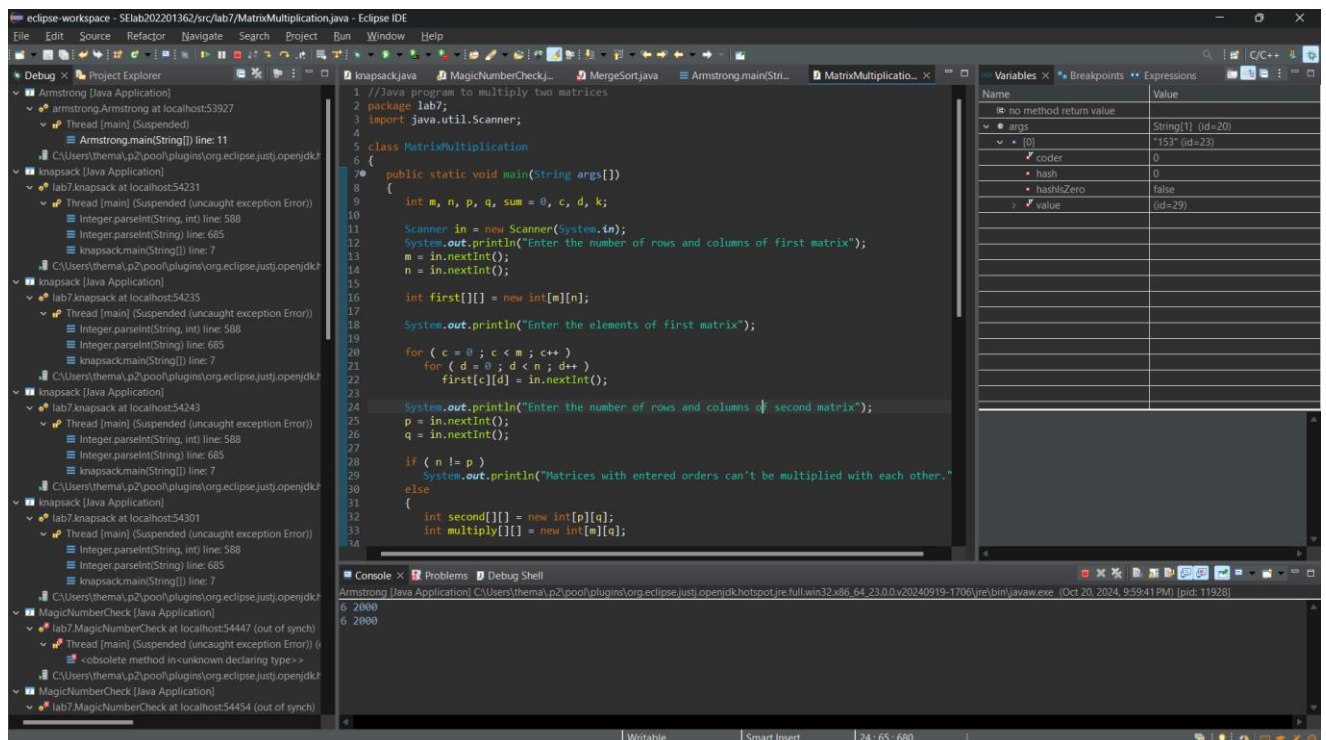 eclipse-workspace - SElab202201362/src/lab7/MatrixMultiplication.java - Eclipse IDE
File Edit Source Refactor Navigate Search Project Run Window Help
C/C++
Debug Project Explorer
Armstrong [Java Application]
armstrong.Armstrong at localhost:53927
Thread [main] (Suspended)
Armstrong.main(String[]) line: 11
C:\Users\thema\.p2\pool\plugins\org.eclipse.justj.openjdk.h
knapsack [Java Application]
lab7.knapsack at localhost:54231
Thread [main] (Suspended (uncaught exception Error))
Integer.parseInt(String, int) line: 588
Integer.parseInt(String) line: 685
knapsack.main(String[]) line: 7
C:\Users\thema\.p2\pool\plugins\org.eclipse.justj.openjdk.h
knapsack [Java Application]
lab7.knapsack at localhost:54235
Thread [main] (Suspended (uncaught exception Error))
Integer.parseInt(String, int) line: 588
Integer.parseInt(String) line: 685
knapsack.main(String[]) line: 7
C:\Users\thema\.p2\pool\plugins\org.eclipse.justj.openjdk.h
knapsack [Java Application]
lab7.knapsack at localhost:54243
Thread [main] (Suspended (uncaught exception Error))
Integer.parseInt(String, int) line: 588
Integer.parseInt(String) line: 685
knapsack.main(String[]) line: 7
C:\Users\thema\.p2\pool\plugins\org.eclipse.justj.openjdk.h
knapsack [Java Application]
lab7.knapsack at localhost:54301
Thread [main] (Suspended (uncaught exception Error))
Integer.parseInt(String, int) line: 588
Integer.parseInt(String) line: 685
knapsack.main(String[]) line: 7
C:\Users\thema\.p2\pool\plugins\org.eclipse.justj.openjdk.h
MagicNumberCheck [Java Application]
lab7.MagicNumberCheck at localhost:54447 (out of synch)
Thread [main] (Suspended (uncaught exception Error)) (
<obsolete method in<unknown declaring type>>
C:\Users\thema\.p2\pool\plugins\org.eclipse.justj.openjdk.h
MagicNumberCheck [Java Application]
lab7.MagicNumberCheck at localhost:54454 (out of synch)
knapsack.java MagicNumberCheck.j... MergeSort.java Armstrong.main(Stri... MatrixMultiplicatio...
1 //Java program to multiply two matrices
2 package lab7;
3 import java.util.Scanner;
4
5 class MatrixMultiplication
6 {
7 public static void main(String args[])
8 {
9 int m, n, p, q, sum = 0, c, d, k;
10
11 Scanner in = new Scanner(System.in);
12 System.out.println("Enter the number of rows and columns of first matrix");
13 m = in.nextInt();
14 n = in.nextInt();
15
16 int first[][] = new int[m][n];
17
18 System.out.println("Enter the elements of first matrix");
19
20 for ( c = 0 ; c < m ; c++ )
21 for ( d = 0 ; d < n ; d++ )
22 first[c][d] = in.nextInt();
23
24 System.out.println("Enter the number of rows and columns of second matrix");
25 p = in.nextInt();
26 q = in.nextInt();
27
28 if ( n != p )
29 System.out.println("Matrices with entered orders can't be multiplied with each other."
30 else
31 {
32 int second[][] = new int[p][q];
33 int multiply[][] = new int[m][q];
34
Variables Breakpoints Expressions
Name Value
no method return value
args String[1] (id=20)
[0] "153" (id=23)
coder 0
hash 0
hashIsZero false
value (id=29)
Console Problems Debug Shell
Armstrong [Java Application] C:\Users\thema\.p2\pool\plugins\org.eclipse.justj.openjdk.hotspot.jre.full.win32.x86_64_23.0.0.v20240919-1706\jre\bin\javaw.exe (Oct 20, 2024, 9:59:41 PM) [pid: 11928]
6 2000
6 2000
Writable Smart Insert 24 : 65 : 680